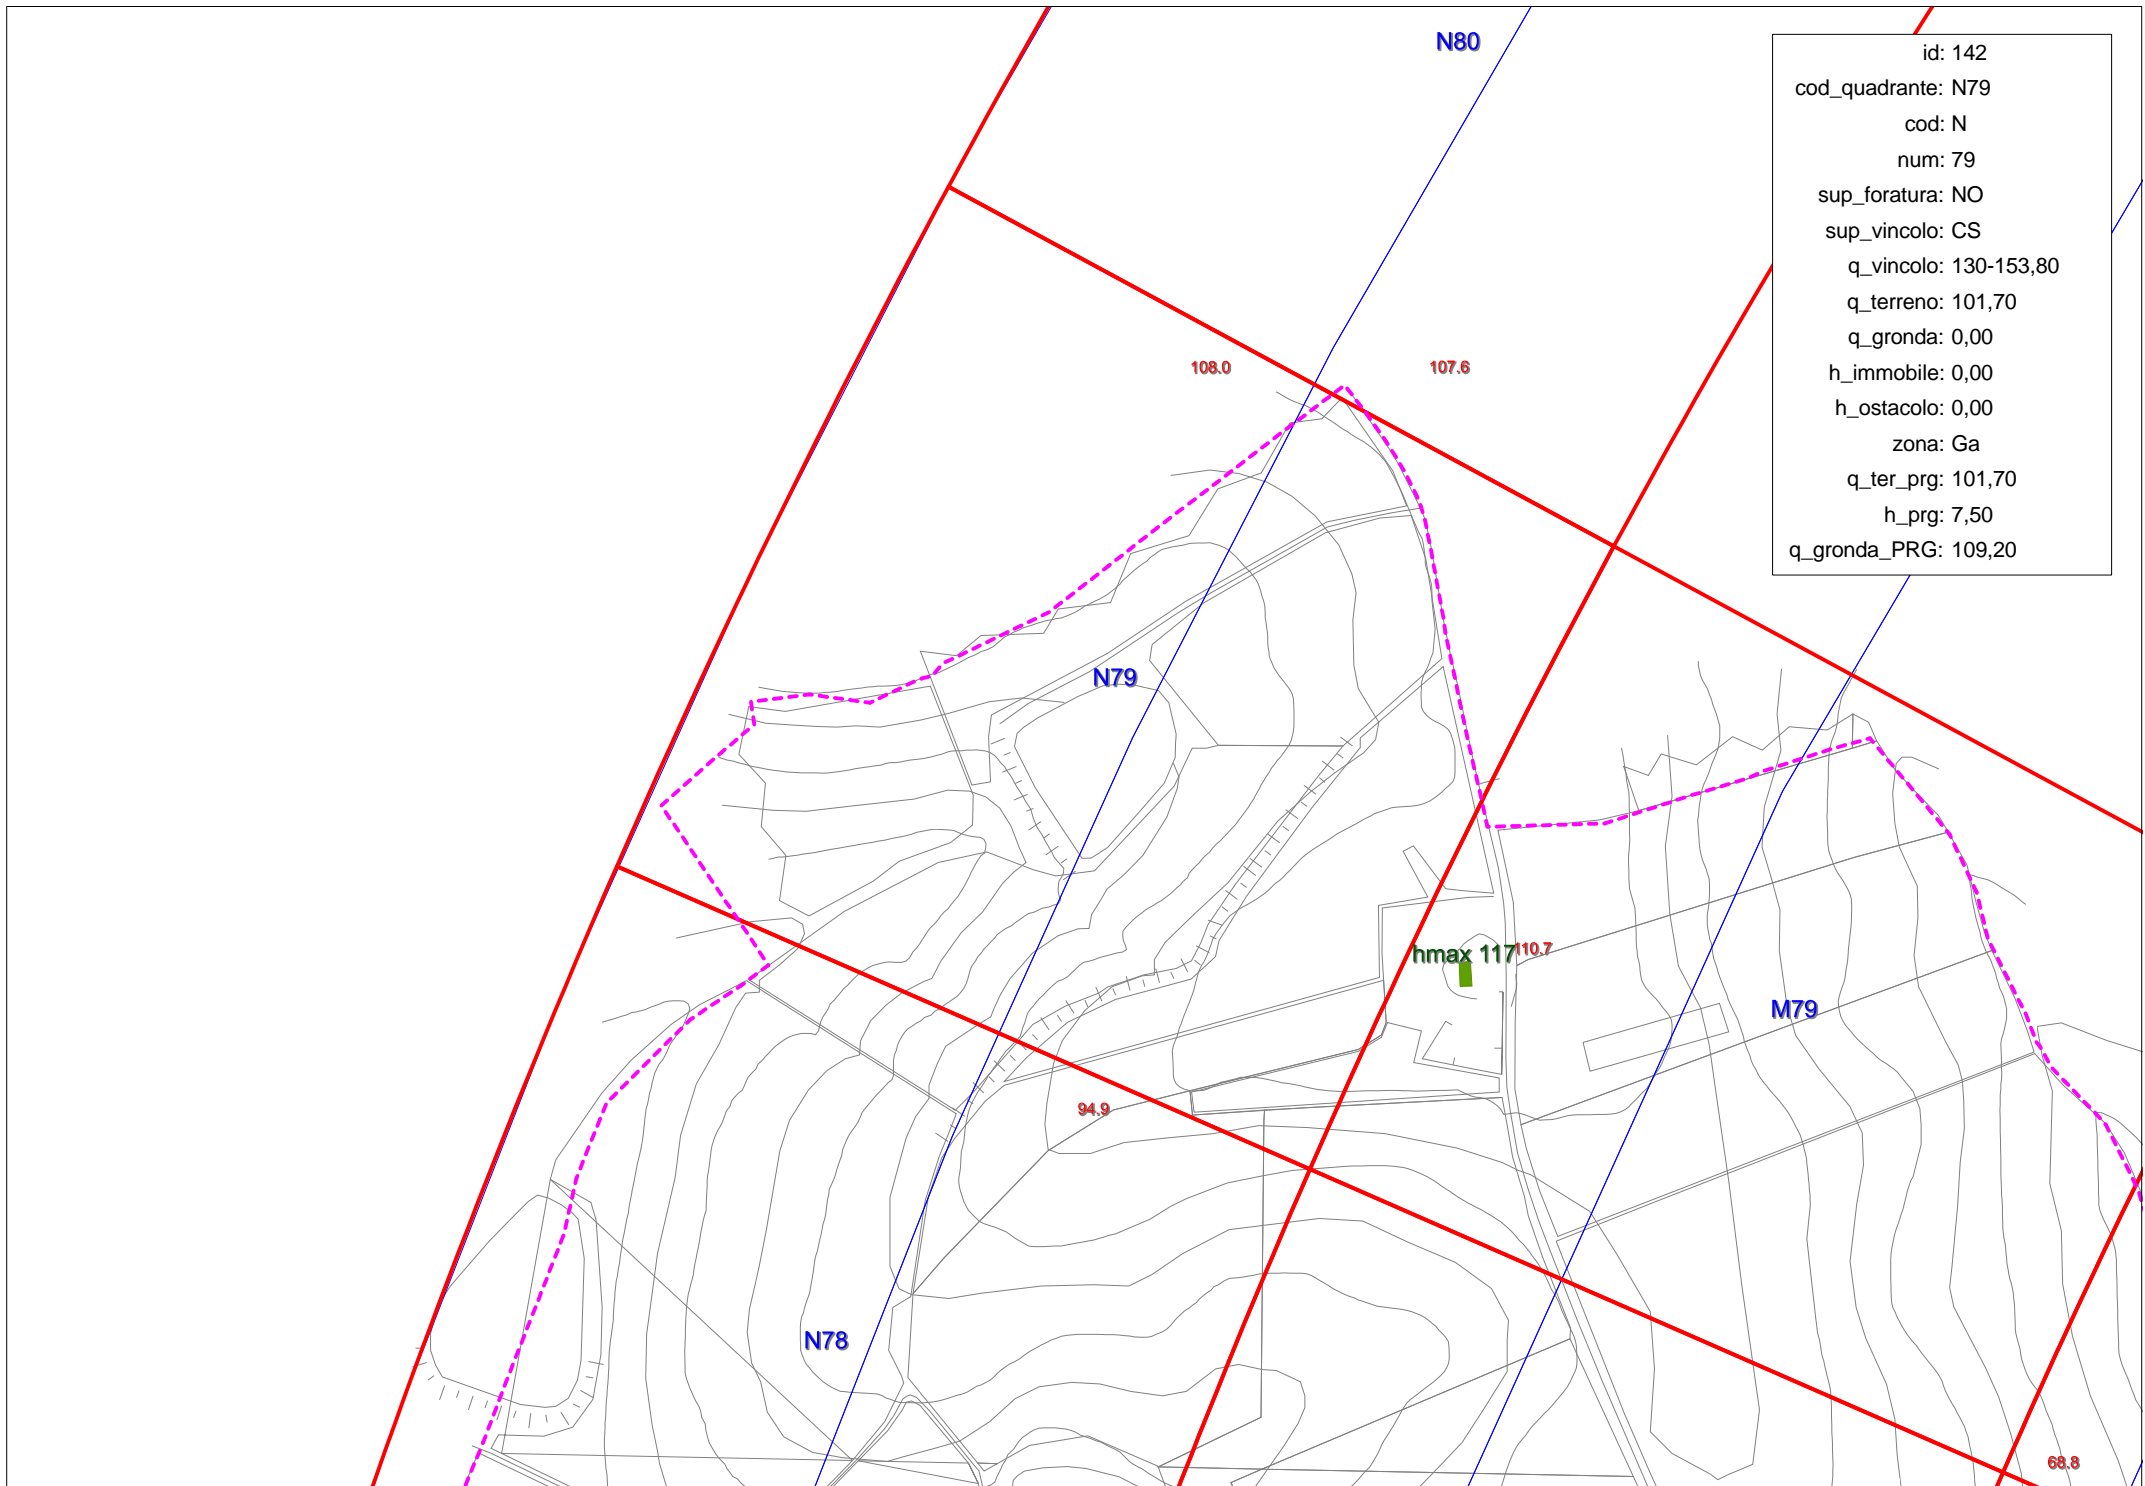 N80
id: 142
cod_quadrante: N79
cod: N
num: 79
sup_foratura: NO
sup_vincolo: CS
q_vincolo: 130-153,80
q_terreno: 101,70
q_gronda: 0,00
h_immobile: 0,00
h_ostacolo: 0,00
zona: Ga
q_ter_prg: 101,70
h_prg: 7,50
q_gronda_PRG: 109,20
108.0
107.6
N79
hmax 117
110.7
M79
94.9
N78
68.8